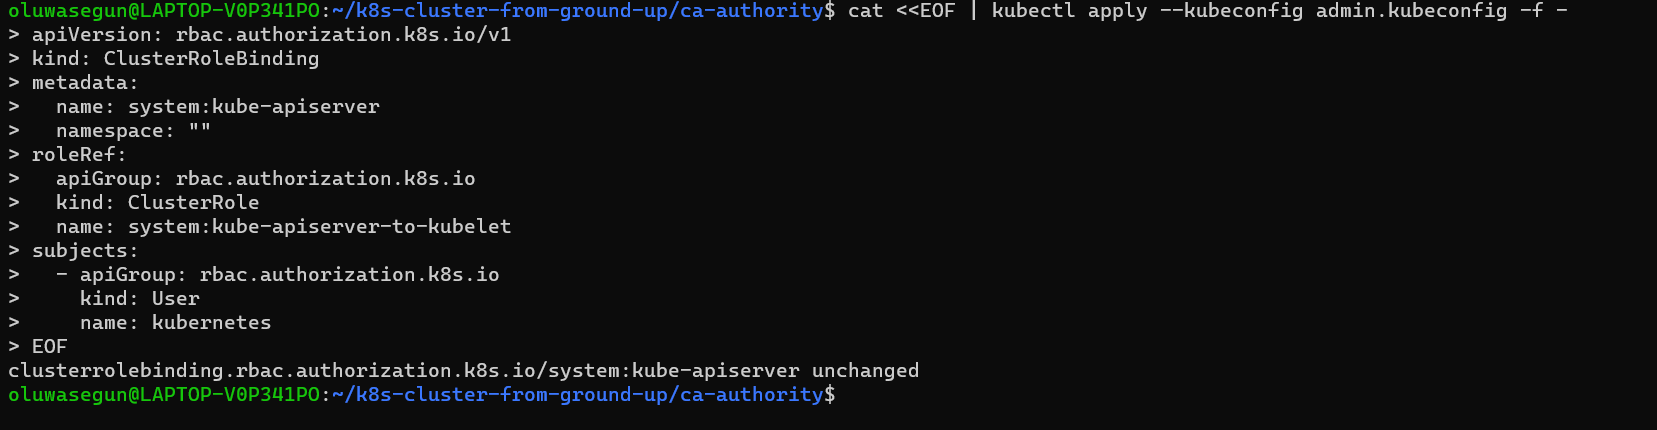 oluwasegun@LAPTOP-V0P341PO:~/k8s-cluster-from-ground-up/ca-authority$ cat <<EOF | kubectl apply --kubeconfig admin.kubeconfig -f -
> apiVersion: rbac.authorization.k8s.io/v1
> kind: ClusterRoleBinding
> metadata:
>   name: system:kube-apiserver
>   namespace: ""
> roleRef:
>   apiGroup: rbac.authorization.k8s.io
>   kind: ClusterRole
>   name: system:kube-apiserver-to-kubelet
> subjects:
>   - apiGroup: rbac.authorization.k8s.io
>     kind: User
>     name: kubernetes
> EOF
clusterrolebinding.rbac.authorization.k8s.io/system:kube-apiserver unchanged
oluwasegun@LAPTOP-V0P341PO:~/k8s-cluster-from-ground-up/ca-authority$